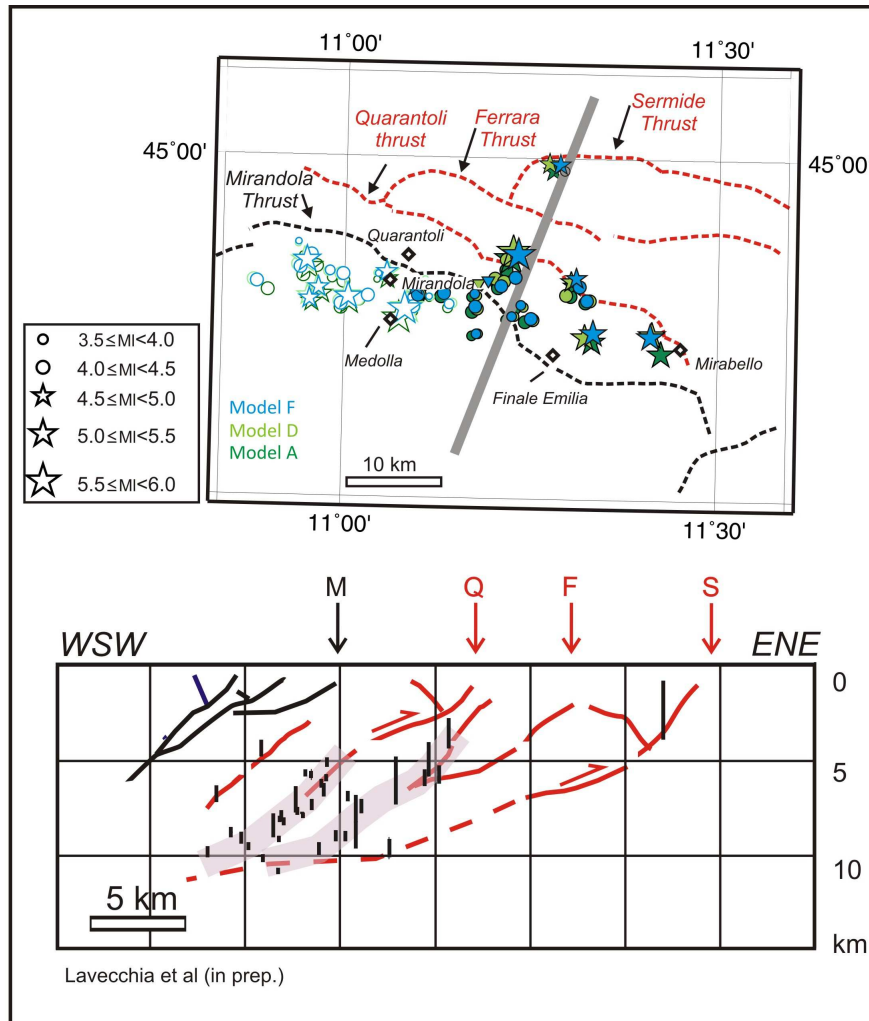 11°00'
11°30'
Quarantoli
thrust
Ferrara
Thrust
Sermide
Thrust
45°00'
45°00'
Mirandola
Thrust
Quarantoli
Mirandola
Medolla
Mirabello
Finale Emilia
3.5≤Ml<4.0
4.0≤Ml<4.5
4.5≤Ml<5.0
5.0≤Ml<5.5
5.5≤Ml<6.0
Model F
Model D
Model A
10 km
11°00'
11°30'
M
Q
F
S
WSW
ENE
0
5
10
km
5 km
Lavecchia et al (in prep.)